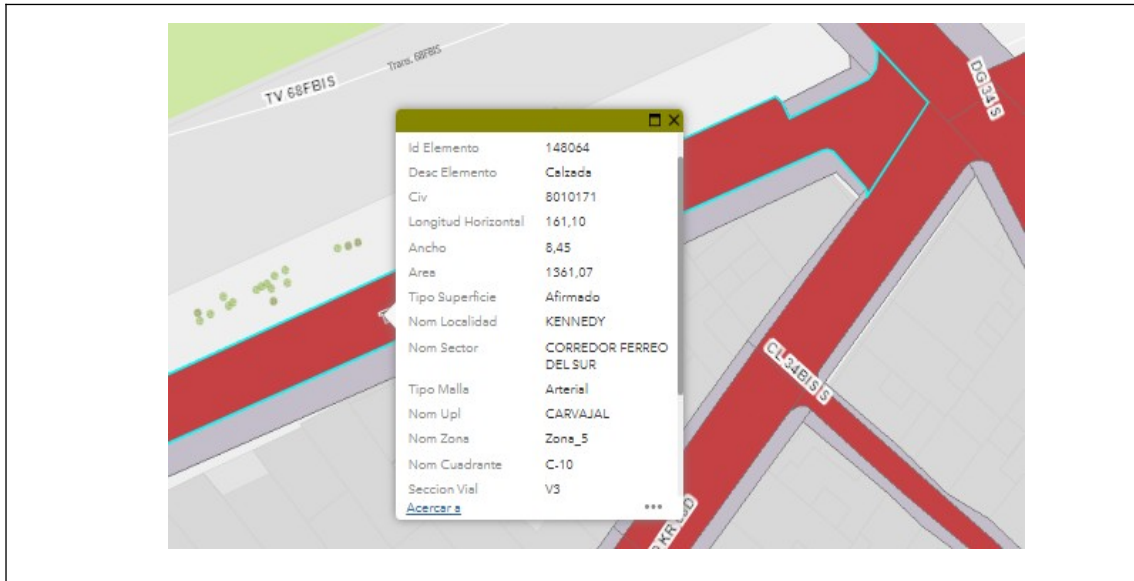 Trans. 68FBIS
TV 68FBIS
DG 34 S
Id Elemento 148064
Desc Elemento Calzada
Civ 8010171
Longitud Horizontal 161,10
Ancho 8,45
Area 1361,07
Tipo Superficie Afirmado
Nom Localidad KENNEDY
Nom Sector CORREDOR FERREO
DEL SUR
Tipo Malla Arterial
Nom Upl CARVAJAL
Nom Zona Zona_5
Nom Cuadrante C-10
Seccion Vial V3
Acercar a
CL 34BIS S
KR